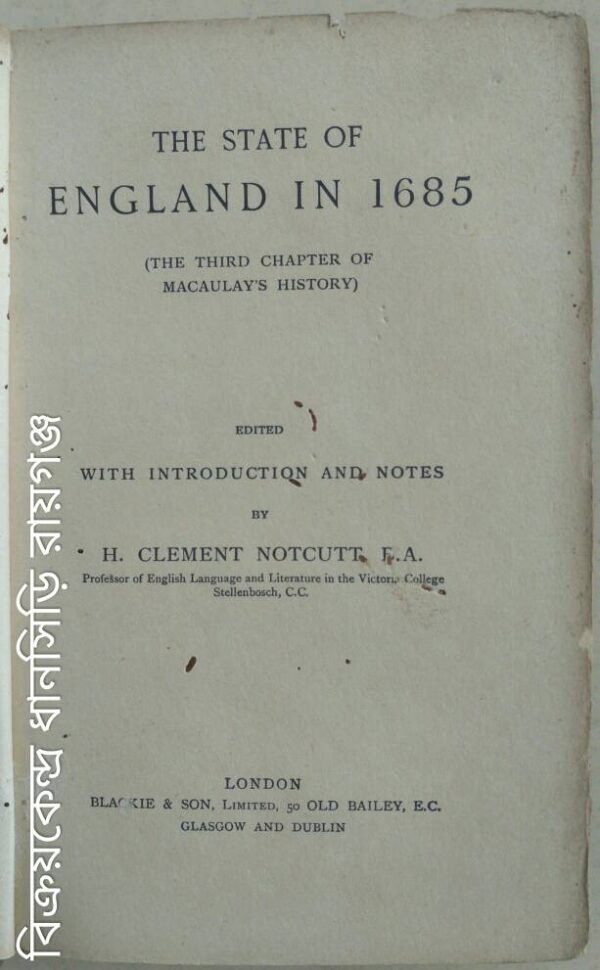 THE STATE OF
ENGLAND IN 1685
(THE THIRD CHAPTER OF
MACAULAY'S HISTORY)
EDITED
WITH INTRODUCTION AND NOTES
BY
H. CLEMENT NOTCUTT, B.A.
Professor of English Language and Literature in the Victoria College
Stellenbosch, C.C.
LONDON
BLACKIE & SON, LIMITED, 50 OLD BAILEY, E.C.
GLASGOW AND DUBLIN
বিক্রয়কেন্দ্র ধানসিড়ি রায়গঞ্জ